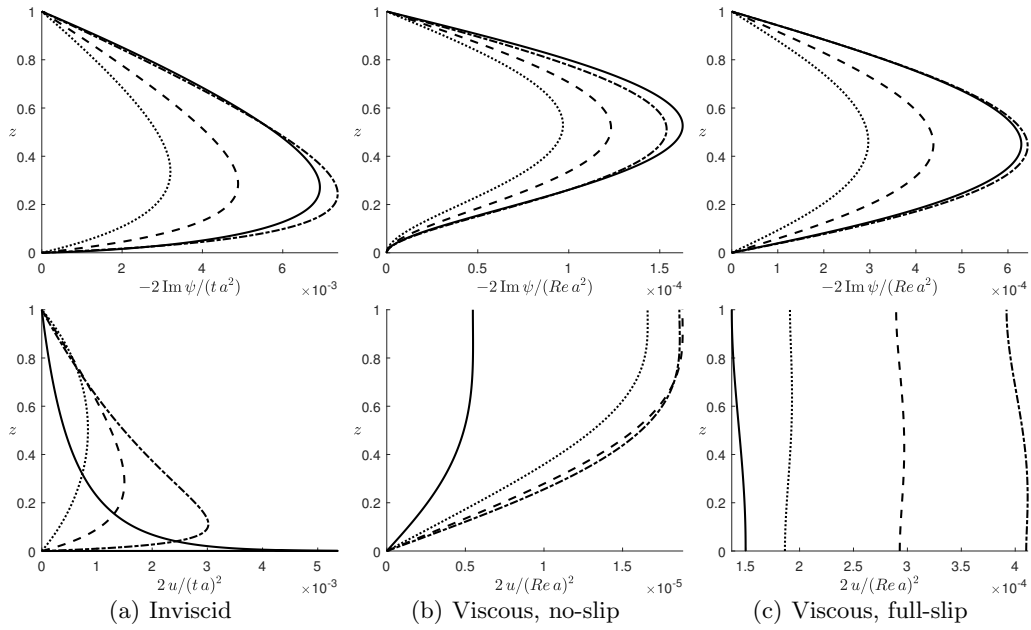 1
0.8
0.6
z
0.4
0.2
0
0 2 4 6
−2 Im ψ/(t a²) ×10⁻³
1
0.8
0.6
z
0.4
0.2
0
0 0.5 1 1.5
−2 Im ψ/(Re a²) ×10⁻⁴
1
0.8
0.6
z
0.4
0.2
0
0 1 2 3 4 5 6
−2 Im ψ/(Re a²) ×10⁻⁴
1
0.8
0.6
z
0.4
0.2
0
0 1 2 3 4 5
2 u/(t a)² ×10⁻³
(a) Inviscid
1
0.8
0.6
z
0.4
0.2
0
0 0.5 1 1.5
2 u/(Re a)² ×10⁻⁵
(b) Viscous, no-slip
1
0.8
0.6
z
0.4
0.2
0
1.5 2 2.5 3 3.5 4
2 u/(Re a)² ×10⁻⁴
(c) Viscous, full-slip